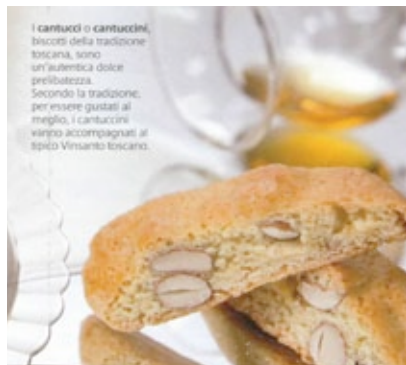 I cantucci o cantuccini,
biscotti della tradizione
toscana, sono
un'autentica dolce
prelibatezza.
Secondo la tradizione,
per essere gustati al
meglio, i cantuccini
vanno accompagnati al
tipico Vinsanto toscano.